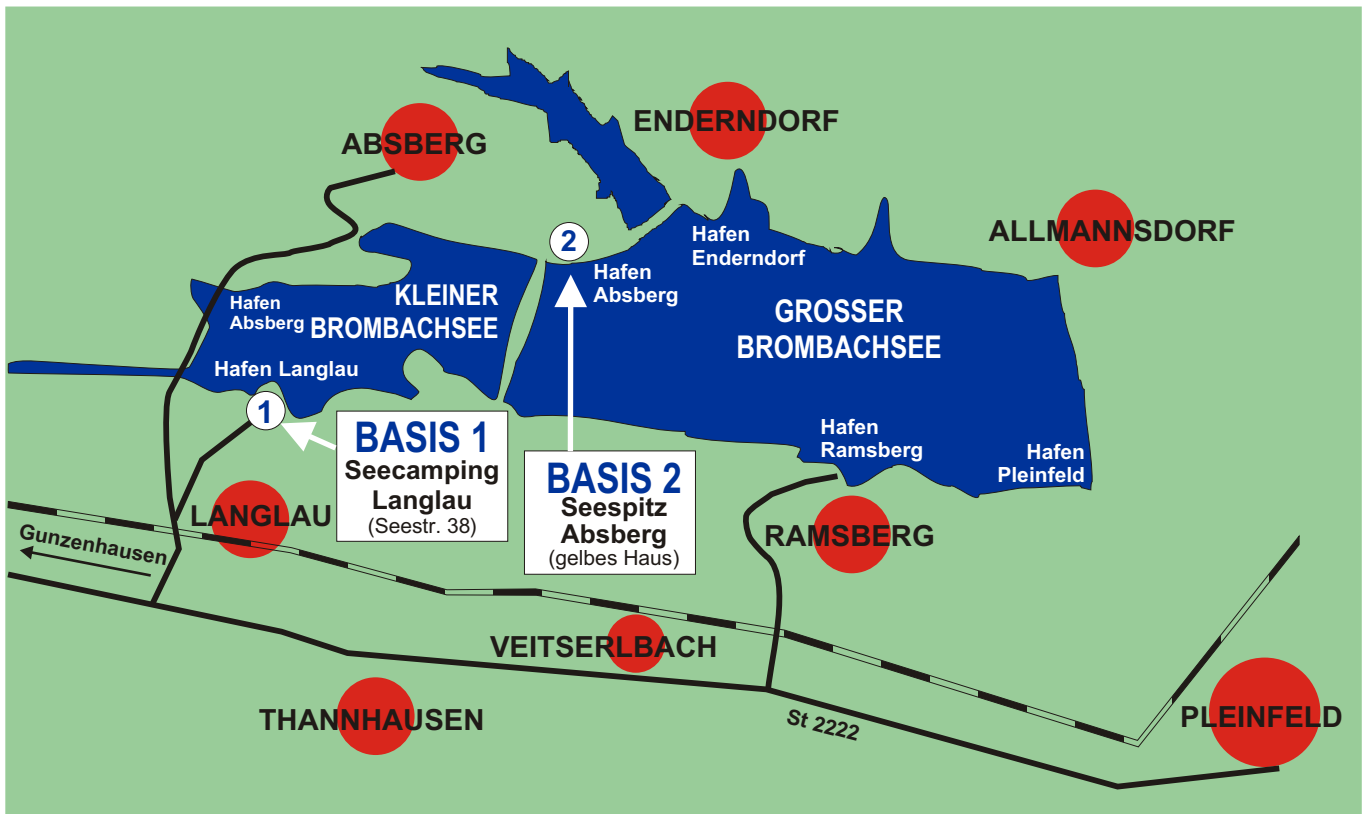 ENDERNDORF
ABSBERG
ALLMANNSDORF
2
Hafen
Enderndorf
Hafen
Absberg
KLEINER
BROMBACHSEE
Hafen
Absberg
GROSSER
BROMBACHSEE
Hafen Langlau
1
BASIS 1
Seecamping
Langlau
(Seestr. 38)
BASIS 2
Seespitz
Absberg
(gelbes Haus)
Hafen
Ramsberg
Hafen
Pleinfeld
LANGLAU
RAMSBERG
Gunzenhausen
VEITSERLBACH
THANNHAUSEN
St 2222
PLEINFELD